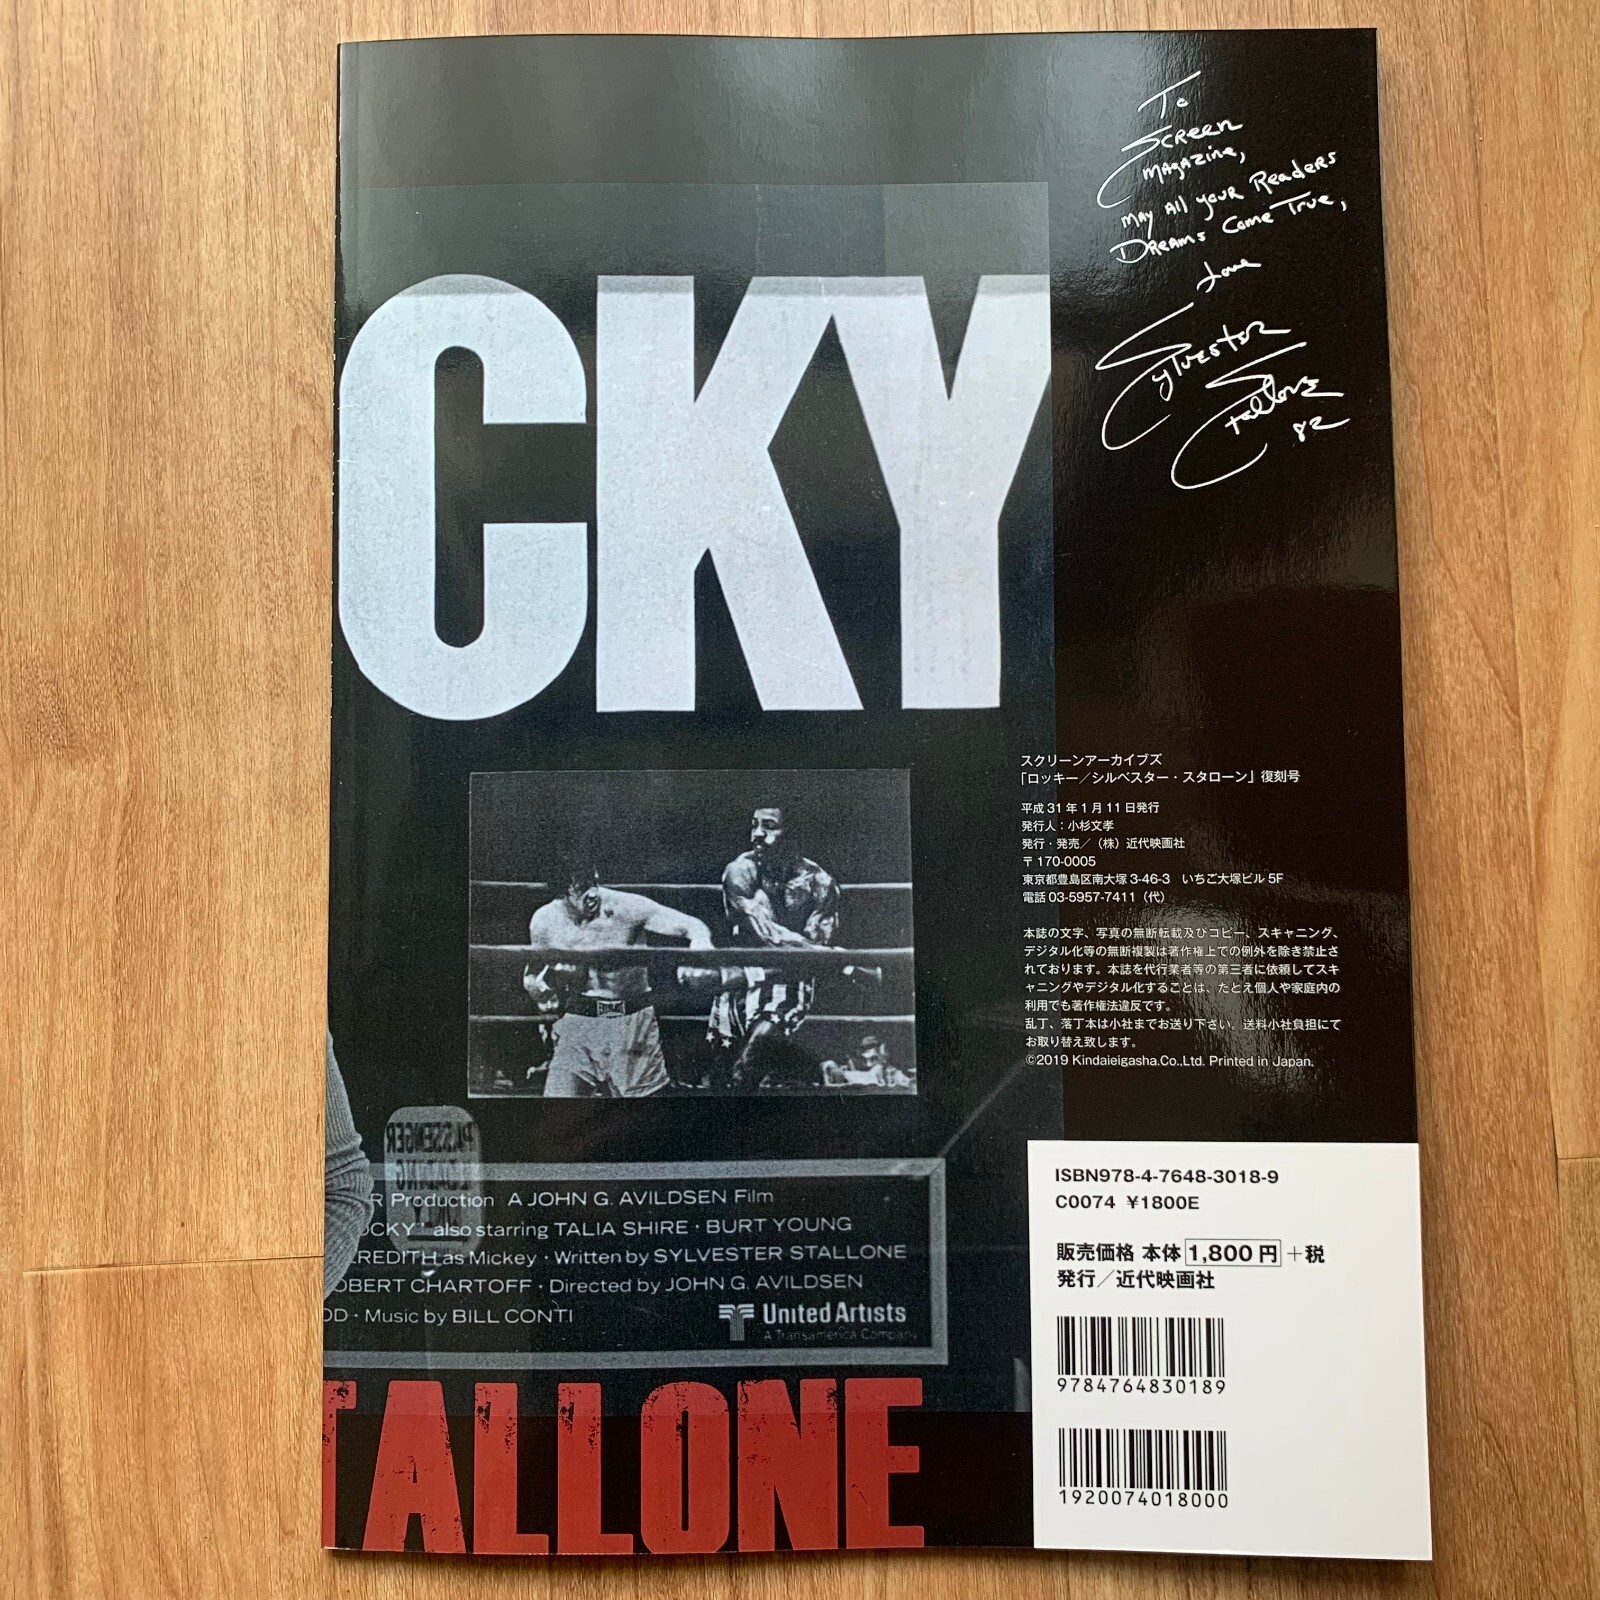 To
Screen
Magazine,
May All your Readers
Dreams Come True,
Love
Sylvester
Stallone
82
CKY
スクリーンアーカイブズ
「ロッキー／シルベスター・スタローン」復刻号
平成31年1月11日発行
発行人：小杉文孝
発行・発売／（株）近代映画社
〒170-0005
東京都豊島区南大塚3-46-3　いちご大塚ビル5F
電話03-5957-7411（代）
本誌の文字、写真の無断転載及びコピー、スキャニング、
デジタル化等の無断複製は著作権上での例外を除き禁止さ
れております。本誌を代行業者等の第三者に依頼してスキ
ャニングやデジタル化することは、たとえ個人や家庭内の
利用でも著作権法違反です。
乱丁、落丁本は小社までお送り下さい。送料小社負担にて
お取り替え致します。
©2019 Kindaieigasha.Co.,Ltd. Printed in Japan.
PASSENGER
LOADING
R Production A JOHN G. AVILDSEN Film
OCKY" also starring TALIA SHIRE · BURT YOUNG
EREDITH as Mickey · Written by SYLVESTER STALLONE
OBERT CHARTOFF · Directed by JOHN G. AVILDSEN
OD · Music by BILL CONTI
United Artists
A Transamerica Company
TALLONE
ISBN978-4-7648-3018-9
C0074 ¥1800E
販売価格 本体 1,800円 +税
発行／近代映画社
9784764830189
1920074018000